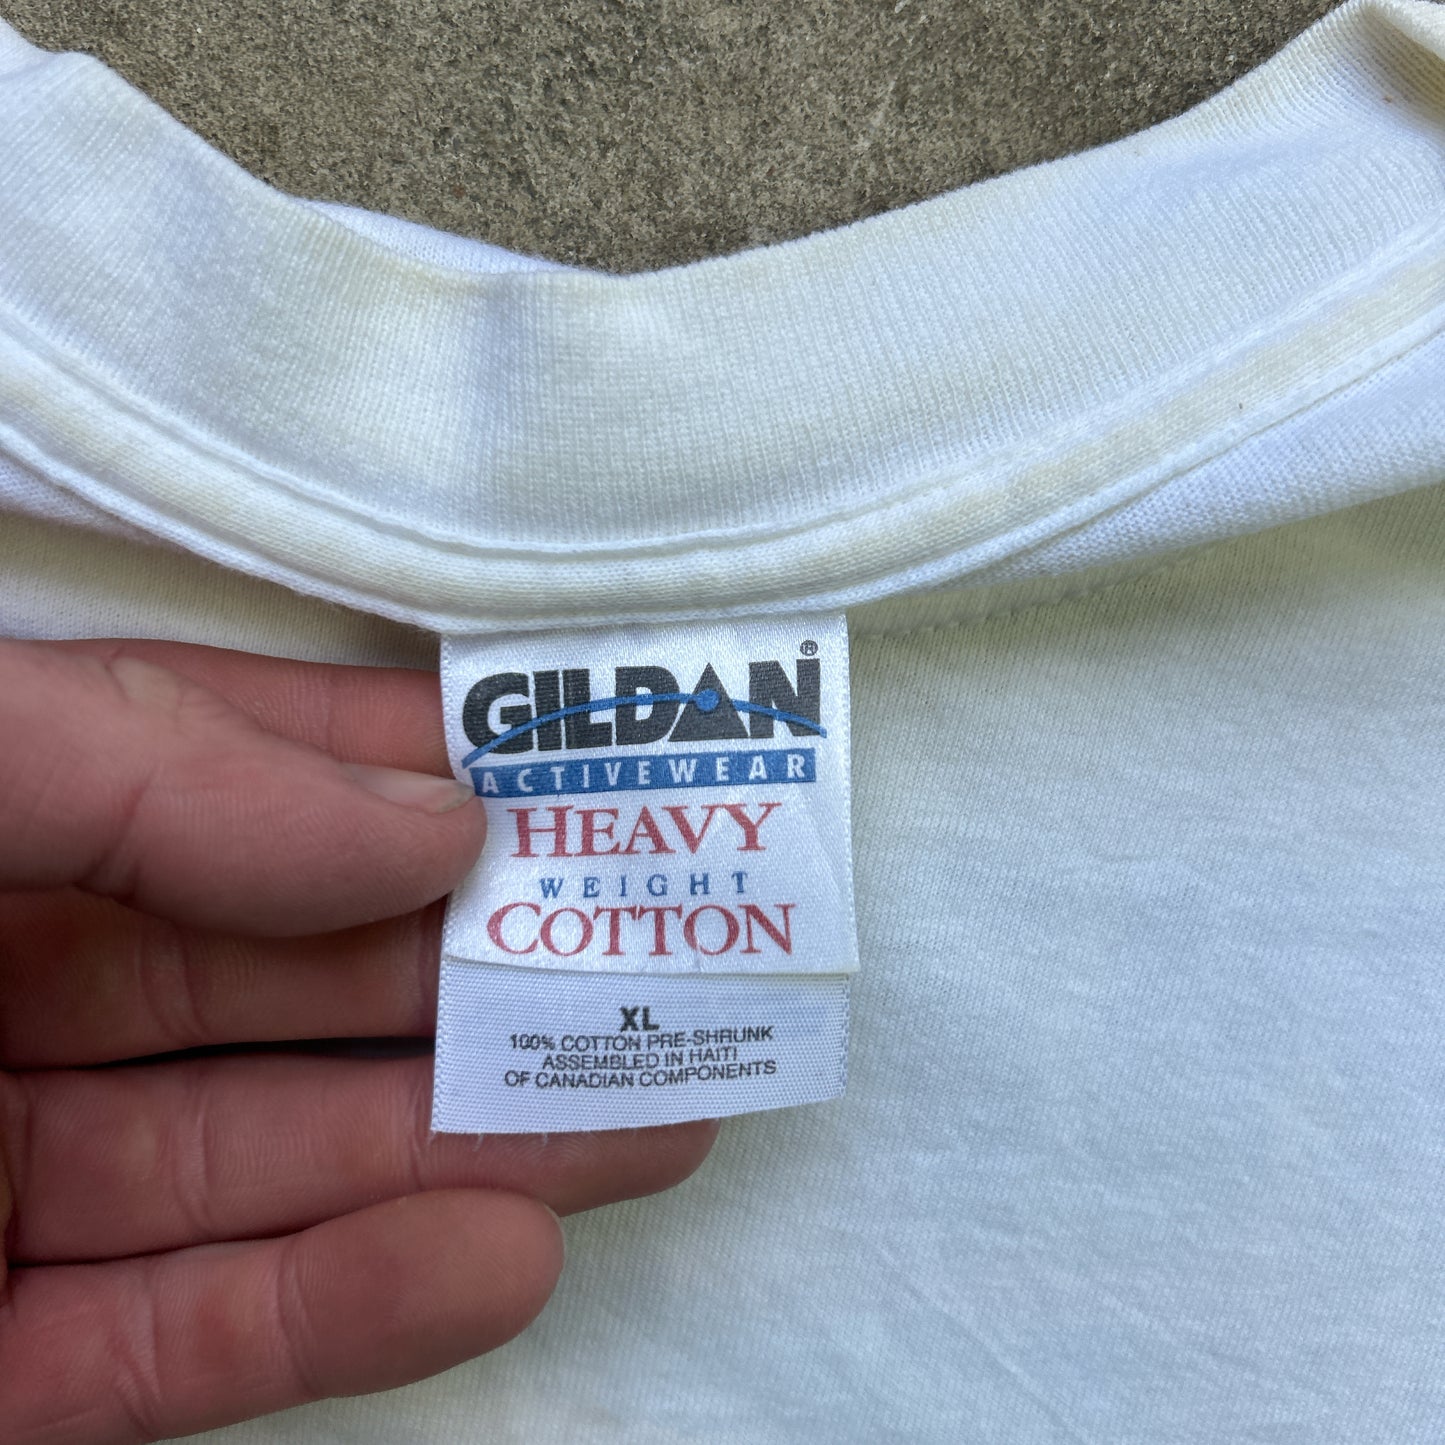 GILDAN®
ACTIVEWEAR
HEAVY
WEIGHT
COTTON
XL
100% COTTON PRE-SHRUNK
ASSEMBLED IN HAITI
OF CANADIAN COMPONENTS